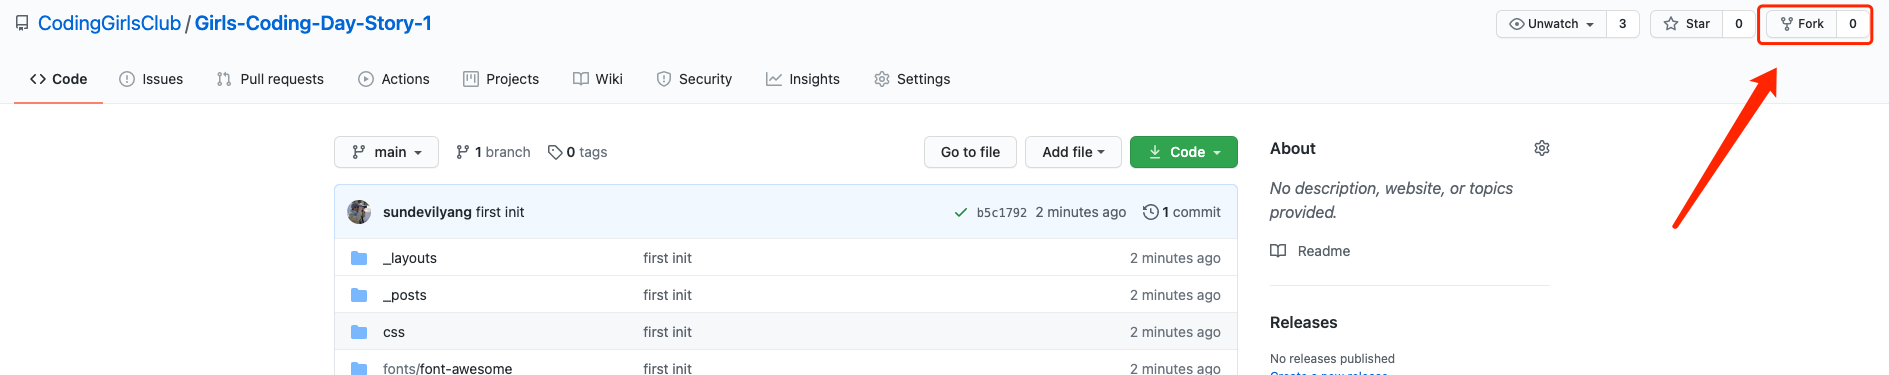 CodingGirlsClub / Girls-Coding-Day-Story-1
Unwatch 3 Star 0 Fork 0
Code Issues Pull requests Actions Projects Wiki Security Insights Settings
main 1 branch 0 tags Go to file Add file Code
sundevilyang first init b5c1792 2 minutes ago 1 commit
_layouts first init 2 minutes ago
_posts first init 2 minutes ago
css first init 2 minutes ago
fonts/font-awesome first init 2 minutes ago
About
No description, website, or topics
provided.
Readme
Releases
No releases published
Create a new release